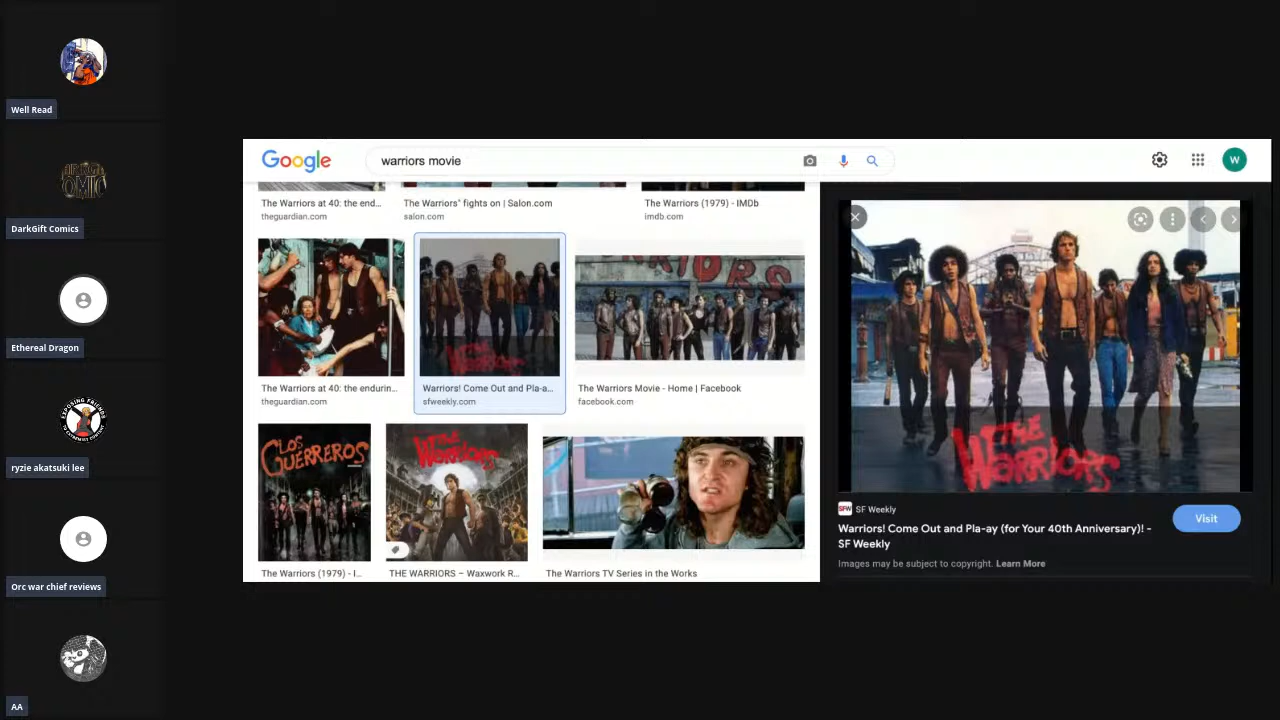 Well Read
DarkGift Comics
Ethereal Dragon
ryzie akatsuki lee
Orc war chief reviews
AA
Google
warriors movie
W
The Warriors at 40: the end...
theguardian.com
The Warriors" fights on | Salon.com
salon.com
The Warriors (1979) - IMDb
imdb.com
The Warriors at 40: the endurin...
theguardian.com
THE WARRIORS
Warriors! Come Out and Pla-a...
sfweekly.com
RIORS
The Warriors Movie - Home | Facebook
facebook.com
LOS GUERREROS
The Warriors (1979) - I...
THE WARRIORS
THE WARRIORS – Waxwork R...
The Warriors TV Series in the Works
THE
WARRIORS
SFW
SF Weekly
Warriors! Come Out and Pla-ay (for Your 40th Anniversary)! -
SF Weekly
Visit
Images may be subject to copyright. Learn More